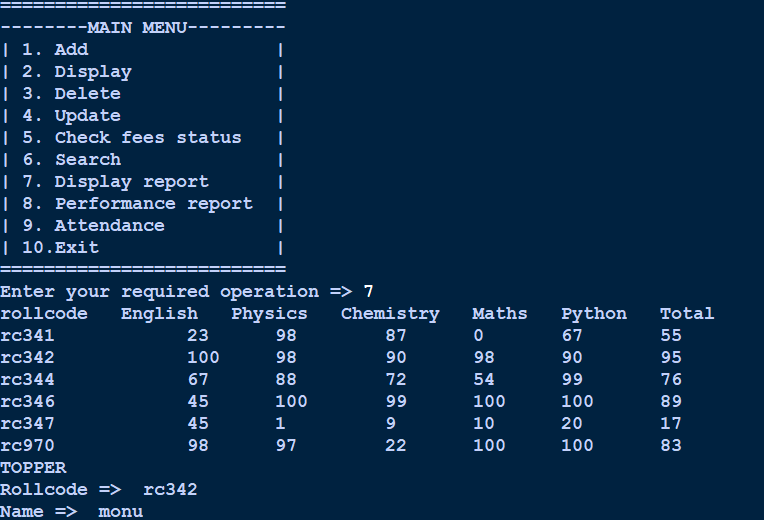 ==========================
--------MAIN MENU---------
| 1. Add                 |
| 2. Display             |
| 3. Delete              |
| 4. Update              |
| 5. Check fees status   |
| 6. Search              |
| 7. Display report      |
| 8. Performance report  |
| 9. Attendance          |
| 10.Exit                |
==========================
Enter your required operation => 7
rollcode   English   Physics   Chemistry   Maths   Python   Total
rc341            23      98        87      0       67       55
rc342            100     98        90      98      90       95
rc344            67      88        72      54      99       76
rc346            45      100       99      100     100      89
rc347            45      1         9       10      20       17
rc970            98      97        22      100     100      83
TOPPER
Rollcode =>  rc342
Name =>  monu